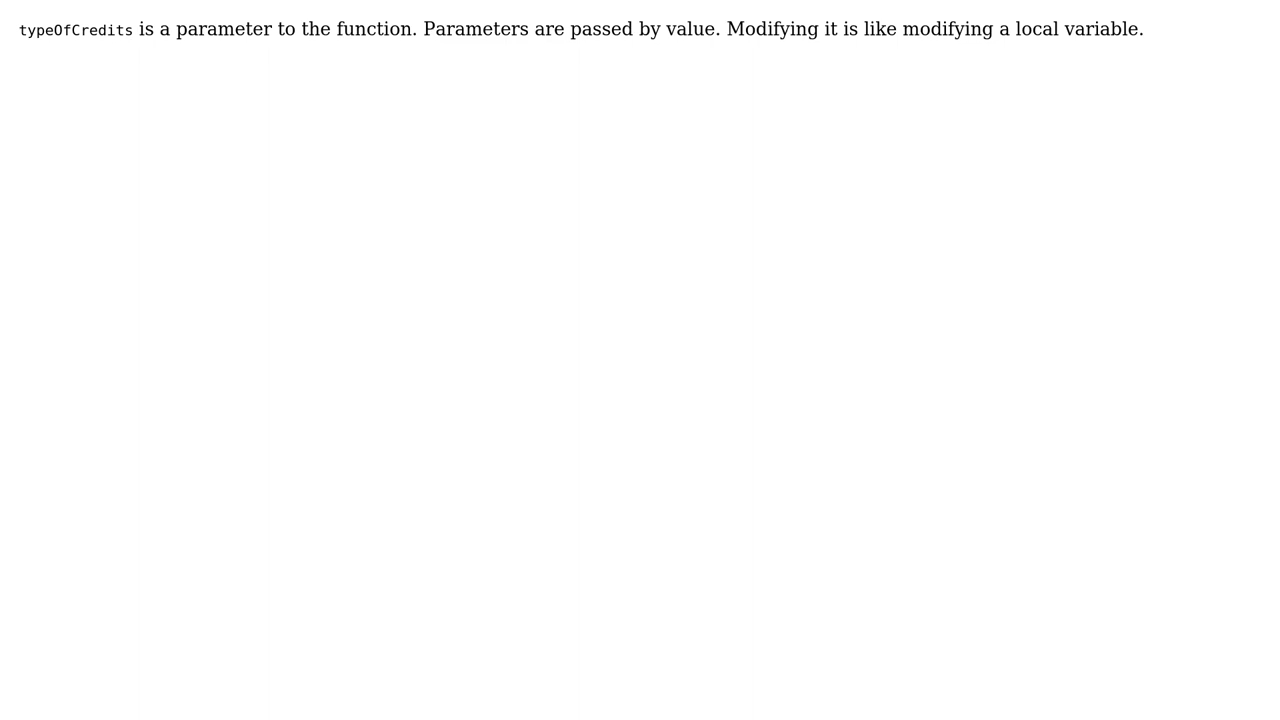 typeOfCredits is a parameter to the function. Parameters are passed by value. Modifying it is like modifying a local variable.